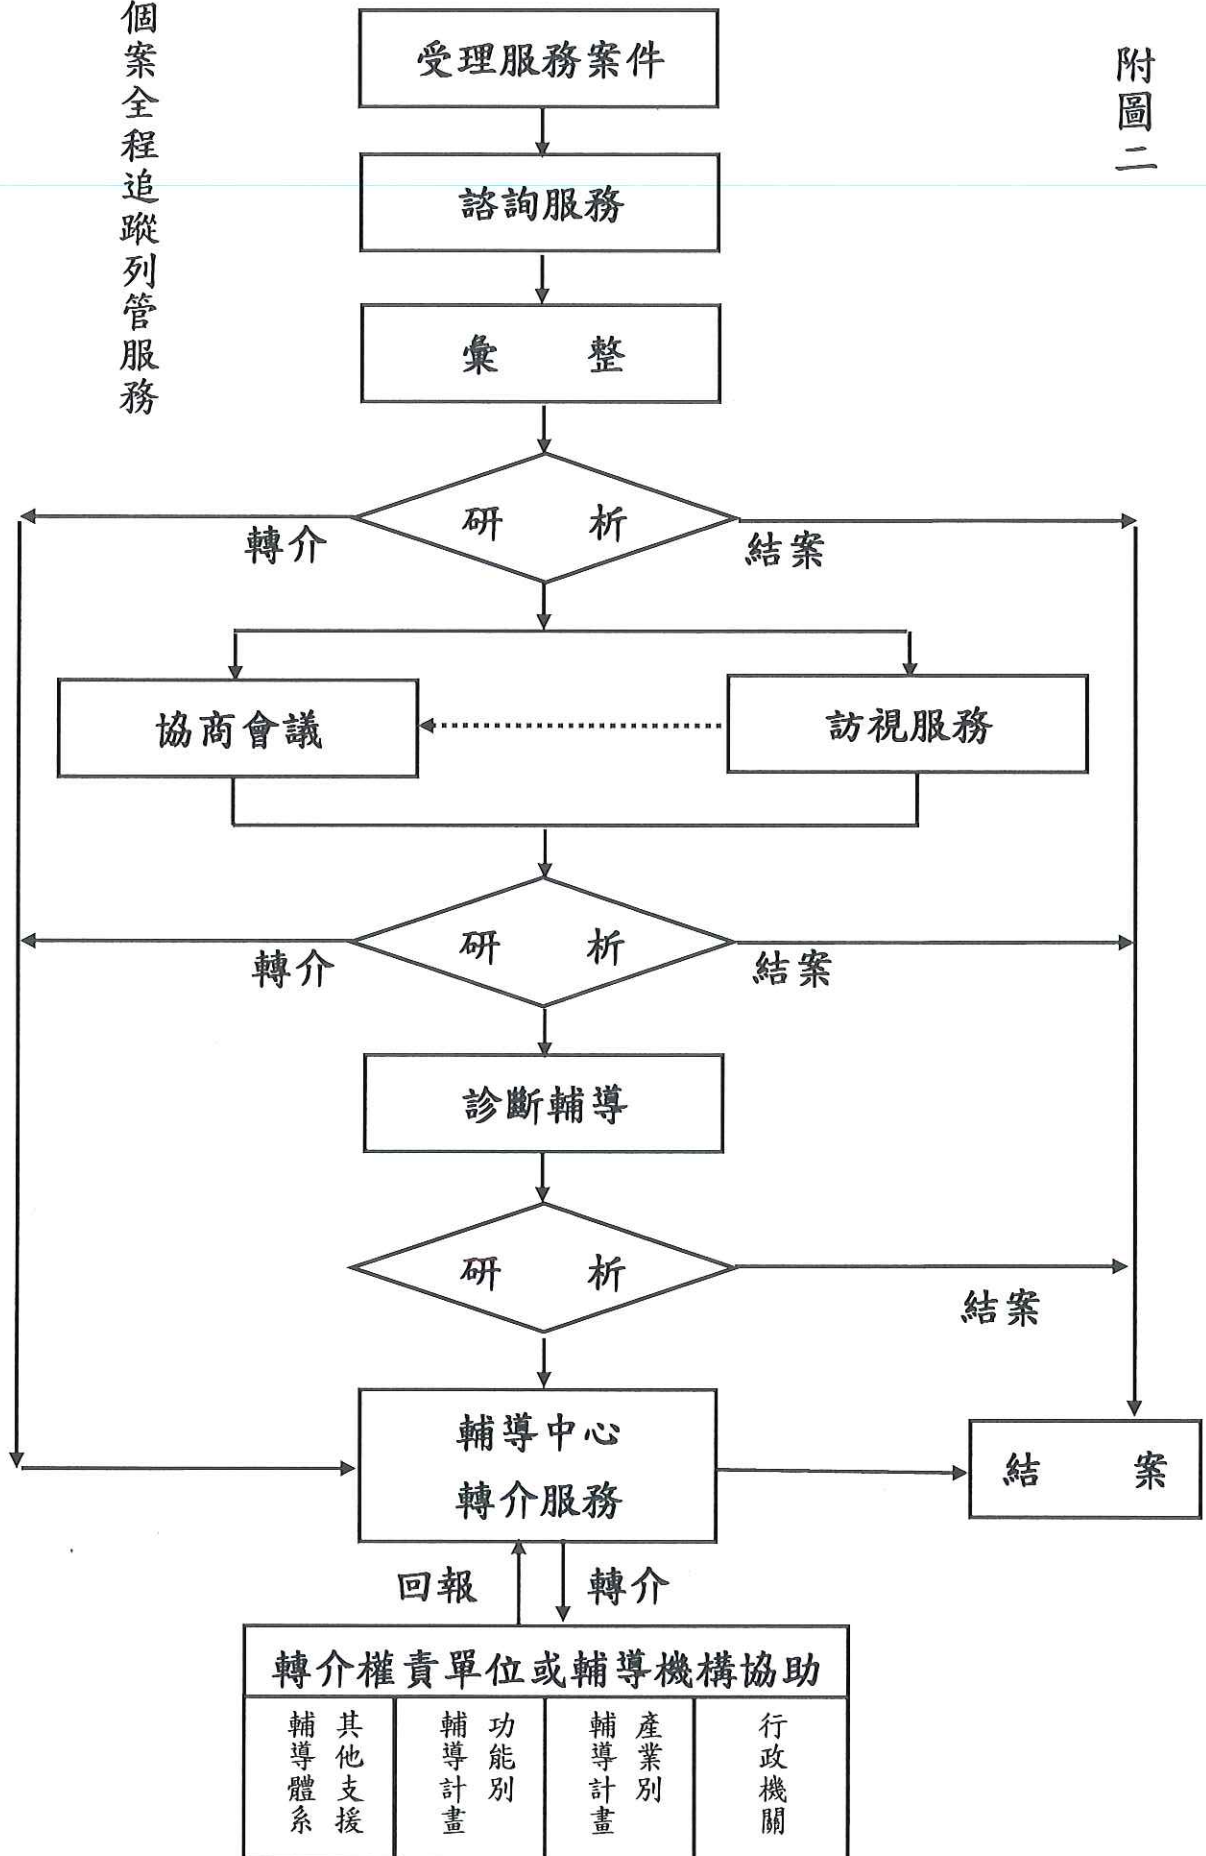 附圖二
個案全程追蹤列管服務
受理服務案件
諮詢服務
彙整
研析
轉介
結案
協商會議
訪視服務
研析
轉介
結案
診斷輔導
研析
結案
輔導中心
轉介服務
結案
回報
轉介
轉介權責單位或輔導機構協助
行政機關
產業別
輔導計畫
功能別
輔導計畫
其他支援
輔導體系